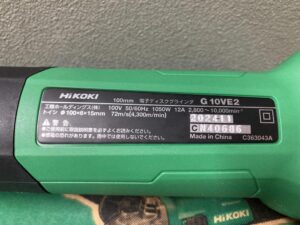 HiKOKI
100mm 電子ディスクグラインダ G 10VE2
工機ホールディングス(株) 100V 50/60Hz 1050W 12A 2,800～10,000min⁻¹
トイシ φ100×6×15mm 72m/s(4,300m/min)
202411
CN40606
Made in China C363043A
HiKOKI